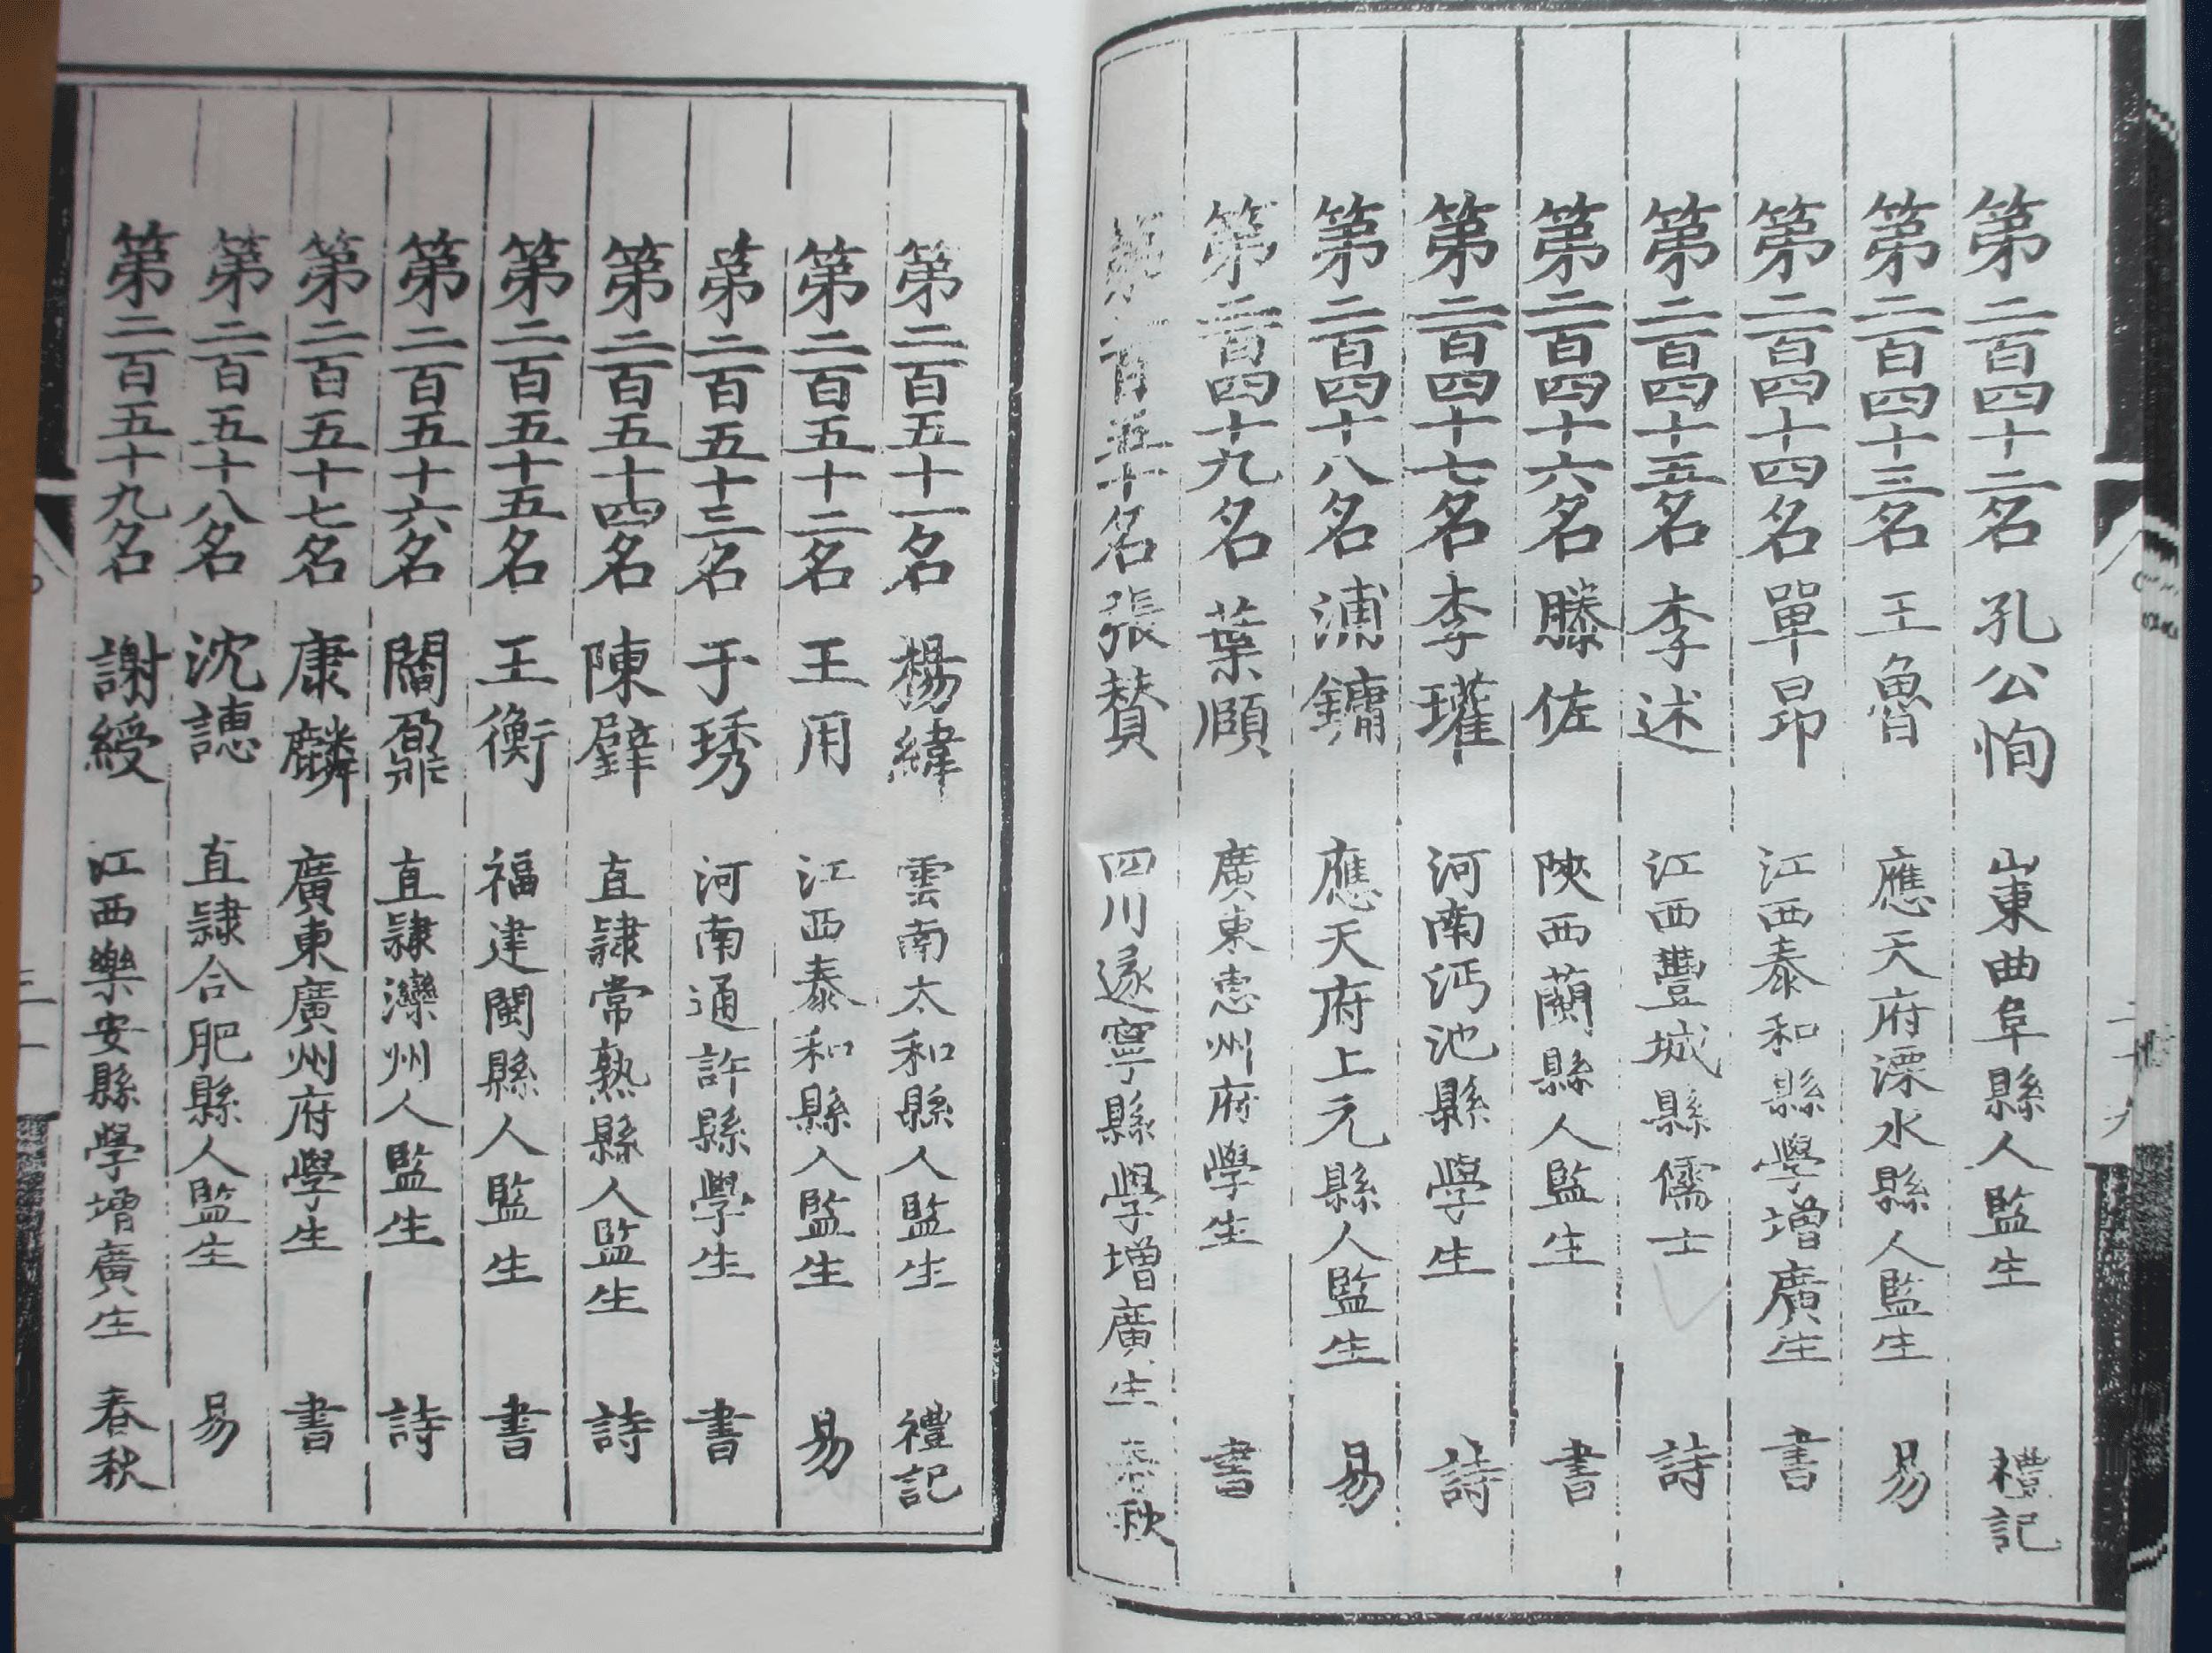 第二百四十二名 孔公恂 山東曲阜縣人監生 禮記
第二百四十三名 王魯 應天府溧水縣人監生 易
第二百四十四名 單昂 江西泰和縣學增廣生 書
第二百四十五名 李述 江西豐城縣儒士 詩
第二百四十六名 滕佐 陝西蘭縣人監生 書
第二百四十七名 李瓘 河南沔池縣學生 詩
第二百四十八名 浦鏞 應天府上元縣人監生 易
第二百四十九名 葉頤 廣東惠州府學生 書
第二百五十名 張賛 四川遂寧縣學增廣生 春秋
二十九
第二百五十一名 楊緯 雲南太和縣人監生 禮記
第二百五十二名 王用 江西泰和縣人監生 易
第二百五十三名 于琇 河南通許縣學生 書
第二百五十四名 陳璧 直隸常熟縣人監生 詩
第二百五十五名 王衡 福建閩縣人監生 書
第二百五十六名 閻鼐 直隸灤州人監生 詩
第二百五十七名 康麟 廣東廣州府學生 書
第二百五十八名 沈譓 直隸合肥縣人監生 易
第二百五十九名 謝綬 江西樂安縣學增廣生 春秋